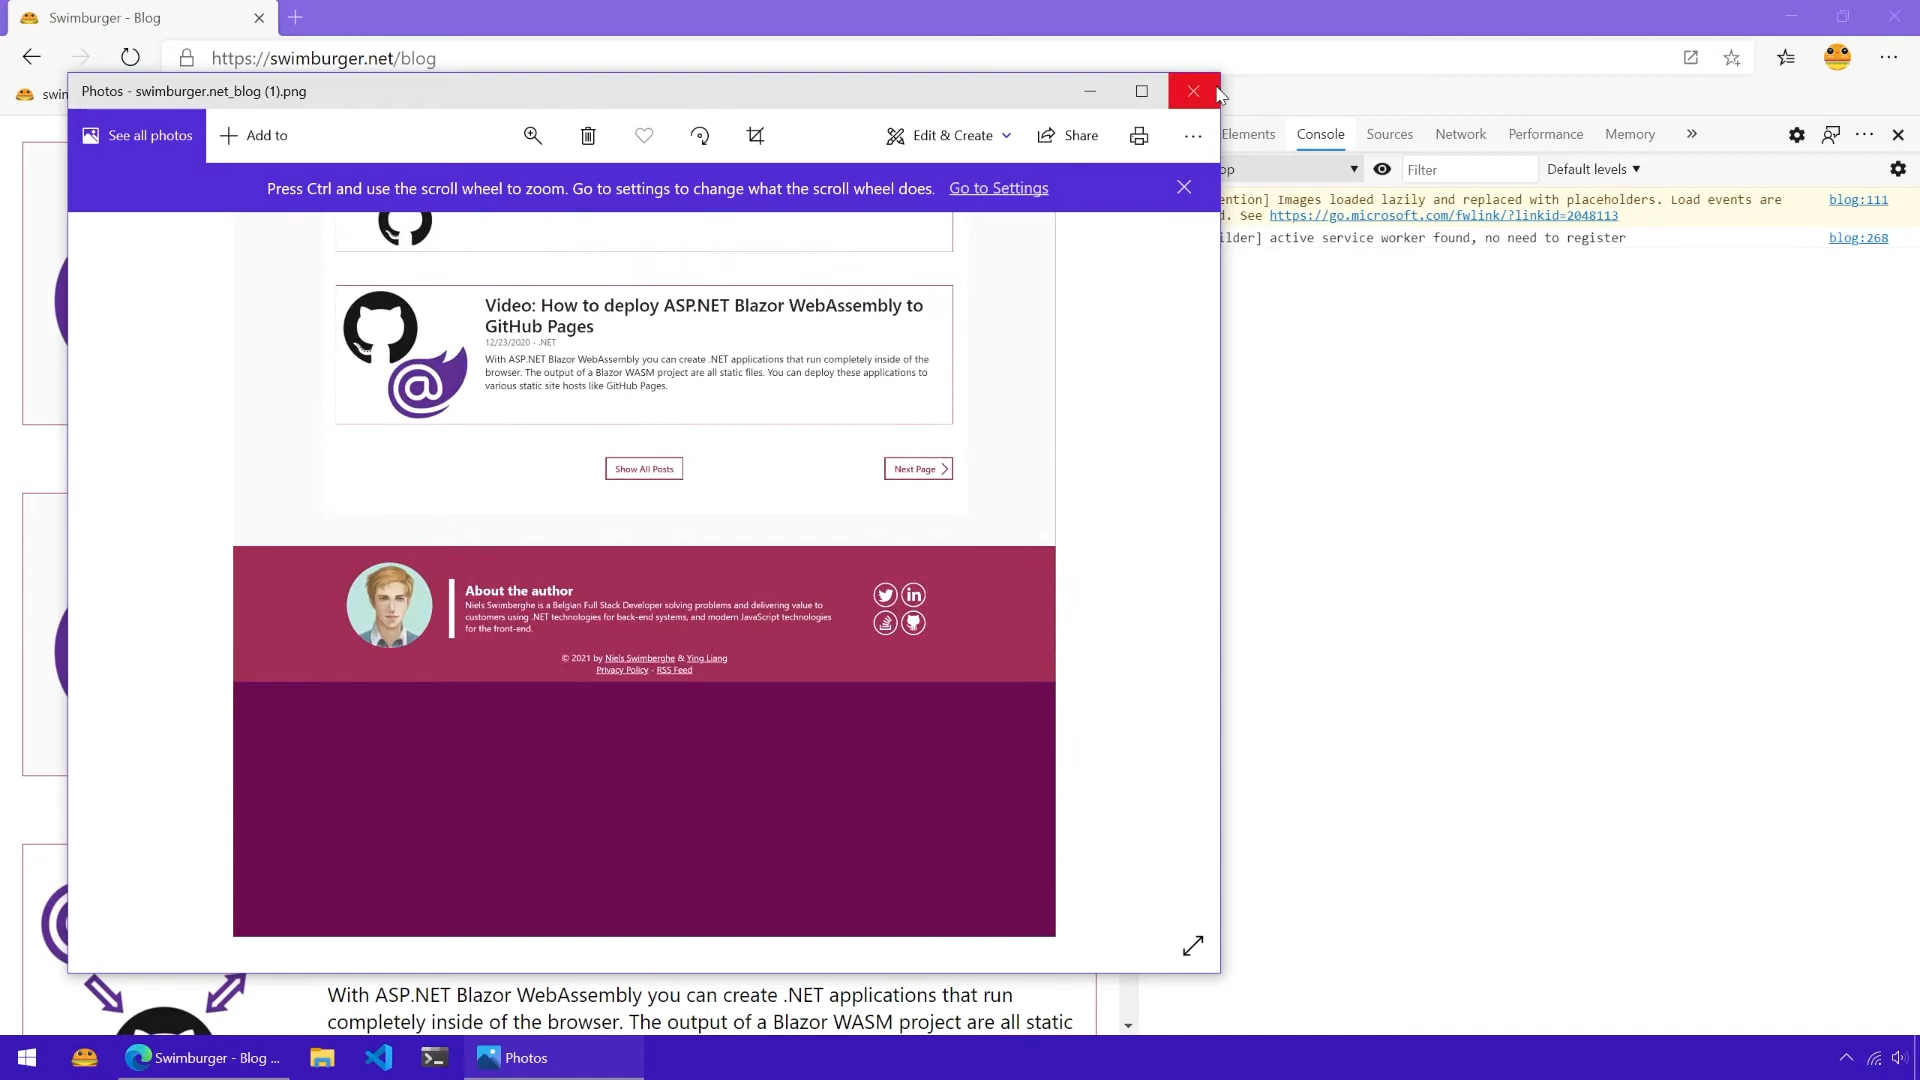 Swimburger - Blog
https://swimburger.net/blog
swim
Photos - swimburger.net_blog (1).png
See all photos
Add to
Edit & Create
Share
Press Ctrl and use the scroll wheel to zoom. Go to settings to change what the scroll wheel does. Go to Settings
Elements
Console
Sources
Network
Performance
Memory
op
Filter
Default levels
ention] Images loaded lazily and replaced with placeholders. Load events are
blog:111
d. See https://go.microsoft.com/fwlink/?linkid=2048113
ilder] active service worker found, no need to register
blog:268
Video: How to deploy ASP.NET Blazor WebAssembly to
GitHub Pages
12/23/2020 - .NET
With ASP.NET Blazor WebAssembly you can create .NET applications that run completely inside of the
browser. The output of a Blazor WASM project are all static files. You can deploy these applications to
various static site hosts like GitHub Pages.
Show All Posts
Next Page
About the author
Niels Swimberghe is a Belgian Full Stack Developer solving problems and delivering value to
customers using .NET technologies for back-end systems, and modern JavaScript technologies
for the front-end.
© 2021 by Niels Swimberghe & Ying Liang
Privacy Policy - RSS Feed
With ASP.NET Blazor WebAssembly you can create .NET applications that run
completely inside of the browser. The output of a Blazor WASM project are all static
Swimburger - Blog ...
Photos